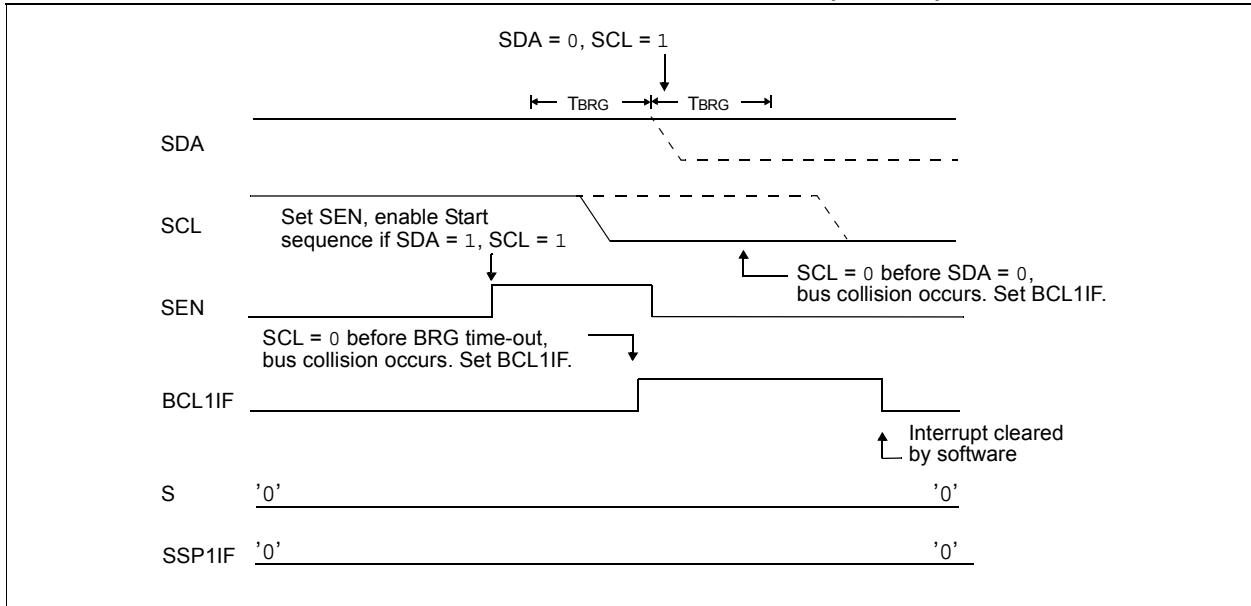 SDA = 0, SCL = 1
TBRG TBRG
SDA
SCL
Set SEN, enable Start
sequence if SDA = 1, SCL = 1
SCL = 0 before SDA = 0,
bus collision occurs. Set BCL1IF.
SEN
SCL = 0 before BRG time-out,
bus collision occurs. Set BCL1IF.
BCL1IF
Interrupt cleared
by software
S '0' '0'
SSP1IF '0' '0'